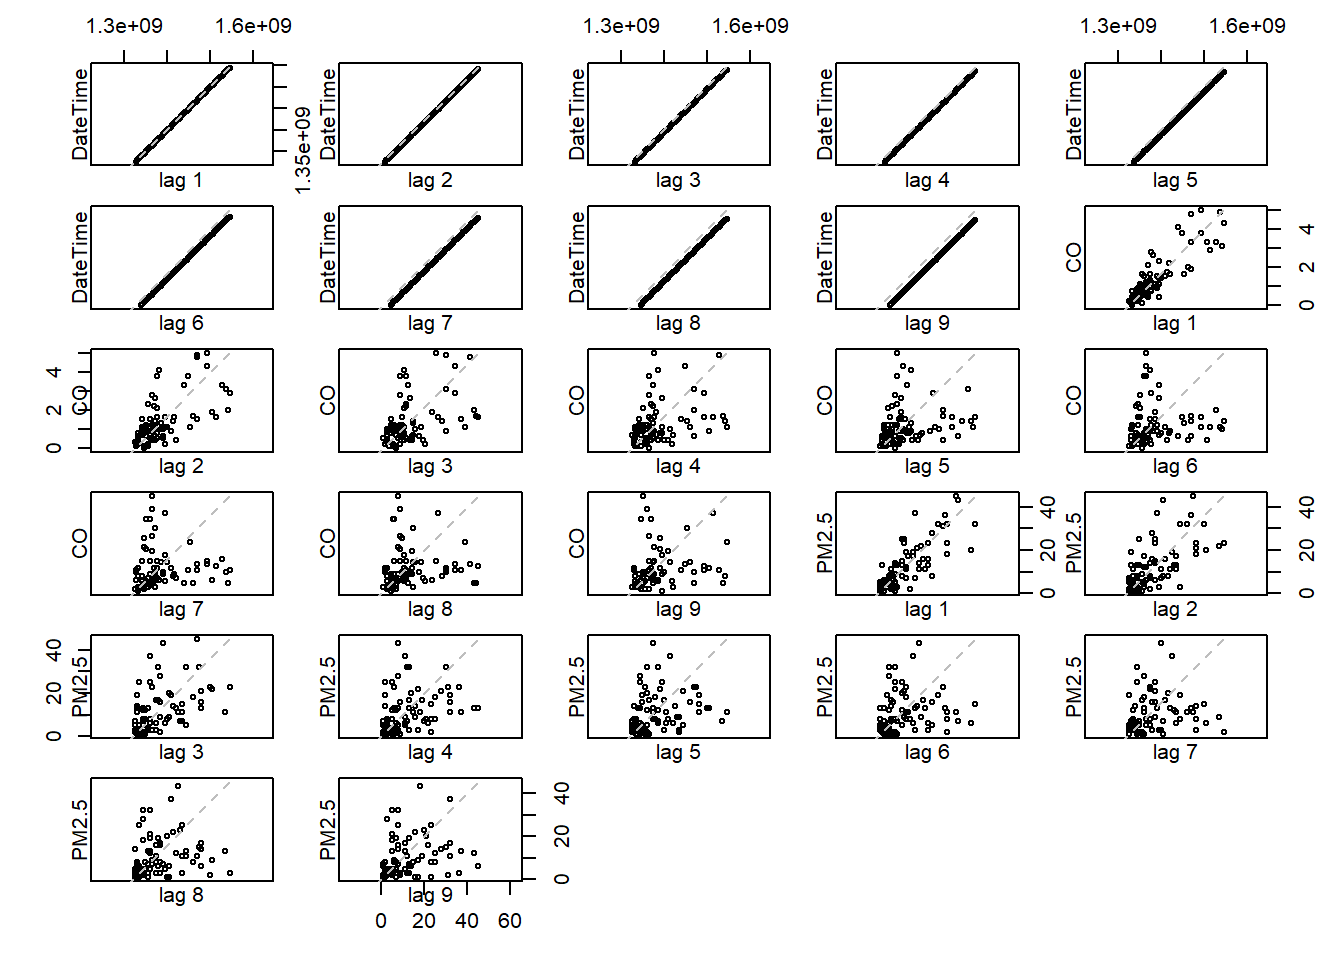 1.3e+09 1.6e+09 1.3e+09 1.6e+09 1.3e+09 1.6e+09
DateTime DateTime DateTime DateTime DateTime
1.35e+09
lag 1 lag 2 lag 3 lag 4 lag 5
DateTime DateTime DateTime DateTime CO 0 2 4
lag 6 lag 7 lag 8 lag 9 lag 1
0 2 4 CO CO CO CO CO
lag 2 lag 3 lag 4 lag 5 lag 6
CO CO CO PM2.5 0 20 40 PM2.5 0 20 40
lag 7 lag 8 lag 9 lag 1 lag 2
0 20 40 PM2.5 PM2.5 PM2.5 PM2.5 PM2.5
lag 3 lag 4 lag 5 lag 6 lag 7
PM2.5 PM2.5 0 20 40
lag 8 lag 9
0 20 40 60